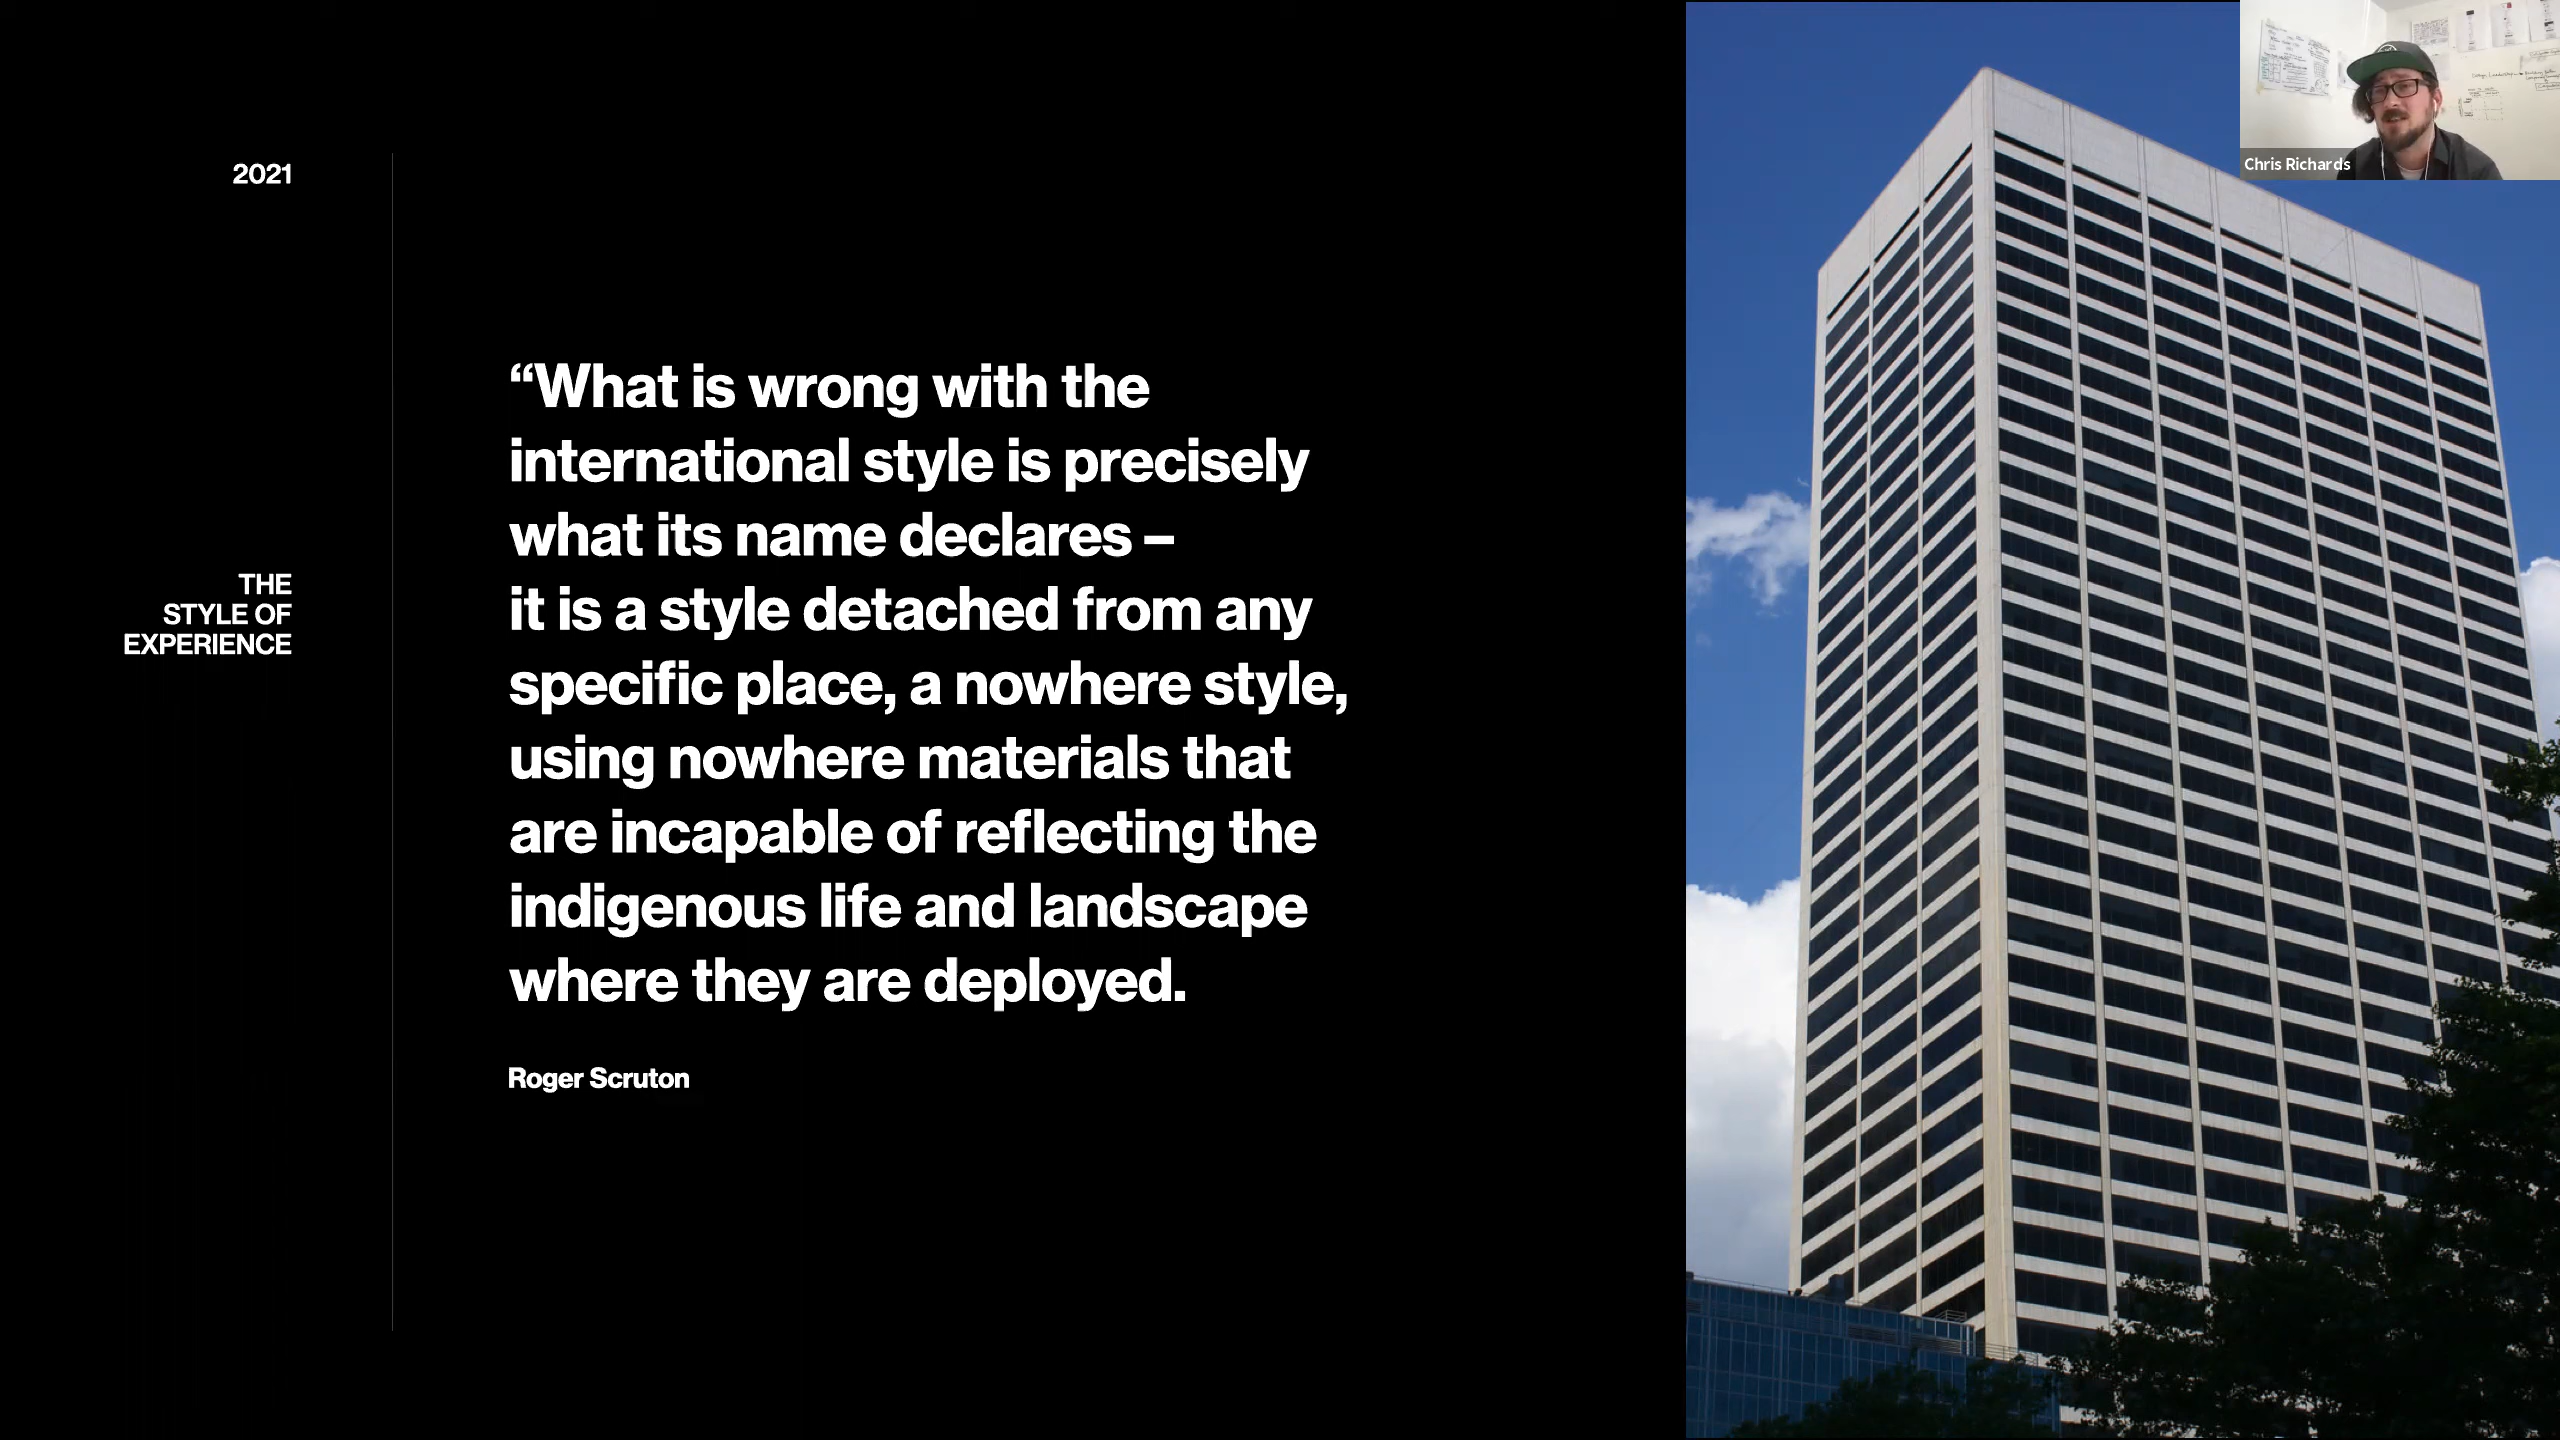 2021
THE
STYLE OF
EXPERIENCE
“What is wrong with the
international style is precisely
what its name declares –
it is a style detached from any
specific place, a nowhere style,
using nowhere materials that
are incapable of reflecting the
indigenous life and landscape
where they are deployed.
Roger Scruton
Chris Richards